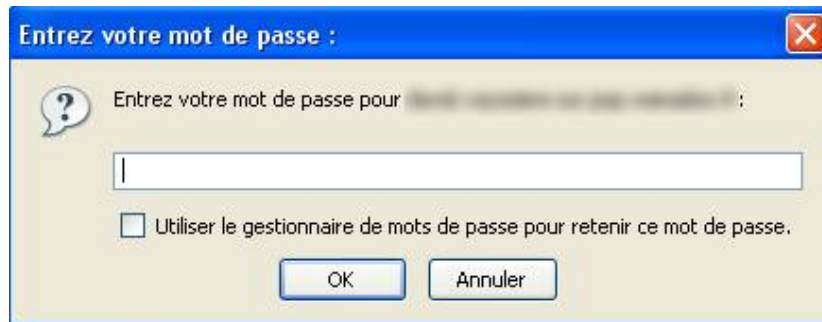 Entrez votre mot de passe :
Entrez votre mot de passe pour :
Utiliser le gestionnaire de mots de passe pour retenir ce mot de passe.
OK
Annuler